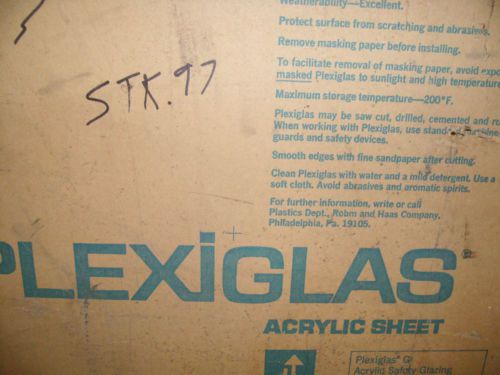 Weatherability—Excellent.
Protect surface from scratching and abrasives.
Remove masking paper before installing.
To facilitate removal of masking paper, avoid
masked Plexiglas to sunlight and high temperature
Maximum storage temperature—200°F.
Plexiglas may be saw cut, drilled, cemented and
When working with Plexiglas, use
guards and safety devices.
Smooth edges with fine sandpaper after cutting.
Clean Plexiglas with water and a mild detergent. Use a
soft cloth. Avoid abrasives and aromatic spirits.
For further information, write or call
Plastics Dept., Rohm and Haas Company,
Philadelphia, Pa. 19105.
STK.97
PLEXIGLAS®
ACRYLIC SHEET
Plexiglas® G
Acrylic Safety Glazing